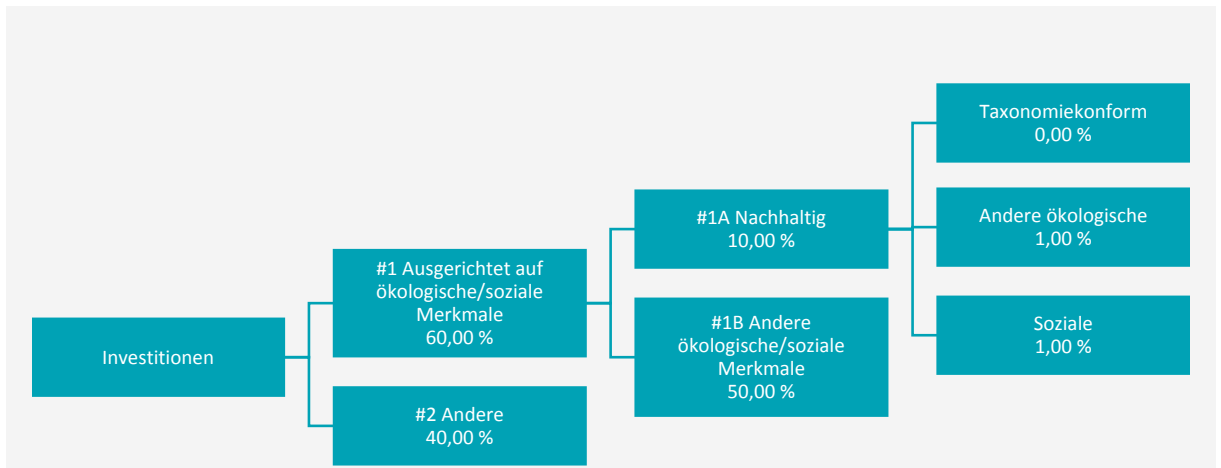 Investitionen
#1 Ausgerichtet auf
ökologische/soziale
Merkmale
60,00 %
#2 Andere
40,00 %
#1A Nachhaltig
10,00 %
#1B Andere
ökologische/soziale
Merkmale
50,00 %
Taxonomiekonform
0,00 %
Andere ökologische
1,00 %
Soziale
1,00 %